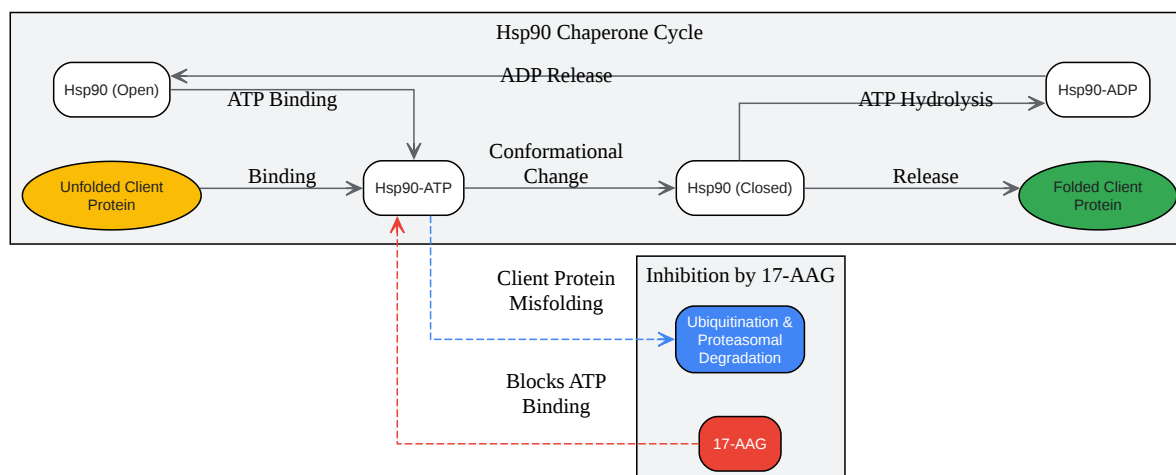 Hsp90 Chaperone Cycle
ADP Release
Hsp90 (Open)
Hsp90-ADP
ATP Binding
ATP Hydrolysis
Unfolded Client
Protein
Binding
Hsp90-ATP
Conformational
Change
Hsp90 (Closed)
Release
Folded Client
Protein
Client Protein
Misfolding
Inhibition by 17-AAG
Ubiquitination &
Proteasomal
Degradation
Blocks ATP
Binding
17-AAG